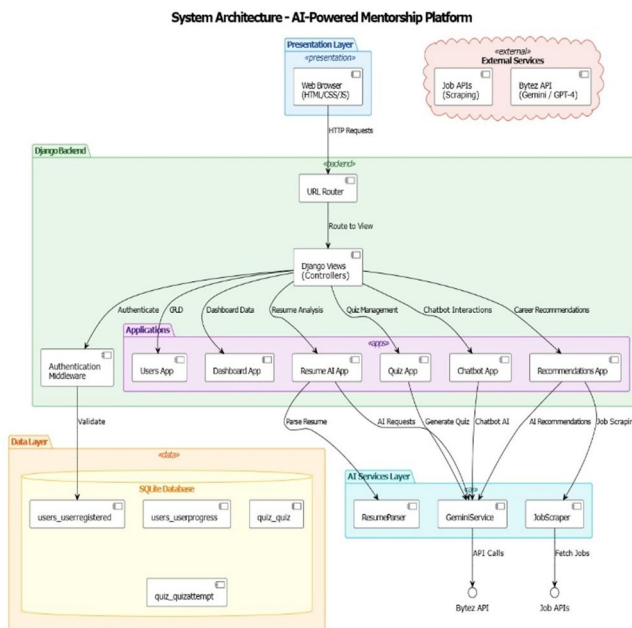 System Architecture - AI-Powered Mentorship Platform
Presentation Layer
«presentation»
Web Browser
(HTML/CSS/JS)
«external»
External Services
Job APIs
(Scraping)
Bytez API
(Gemini / GPT-4)
HTTP Requests
Django Backend
«backend»
URL Router
Route to View
Django Views
(Controllers)
Authenticate
CRUD
Dashboard Data
Resume Analysis
Quiz Management
Chatbot Interactions
Career Recommendations
Applications
«apps»
Authentication
Middleware
Users App
Dashboard App
Resume AI App
Quiz App
Chatbot App
Recommendations App
Validate
Parse Resume
AI Requests
Generate Quiz
Chatbot AI
AI Recommendations
Job Scraping
Data Layer
«data»
SQLite Database
users_userregistered
users_userprogress
quiz_quiz
quiz_quizattempt
AI Services Layer
ResumeParser
GeminiService
JobScraper
API Calls
Fetch Jobs
Bytez API
Job APIs